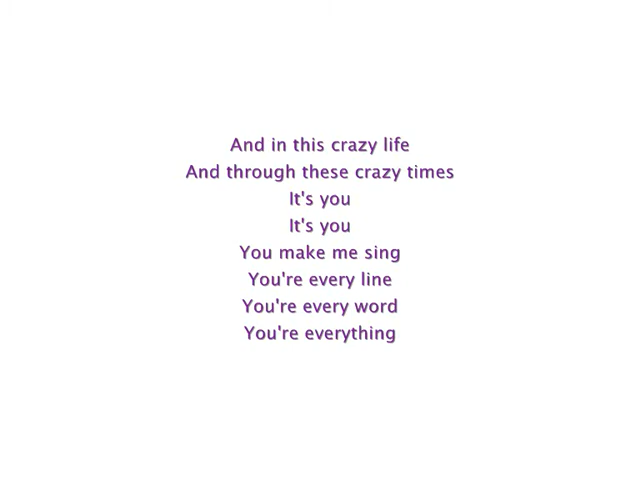 And in this crazy life
And through these crazy times
It's you
It's you
You make me sing
You're every line
You're every word
You're everything